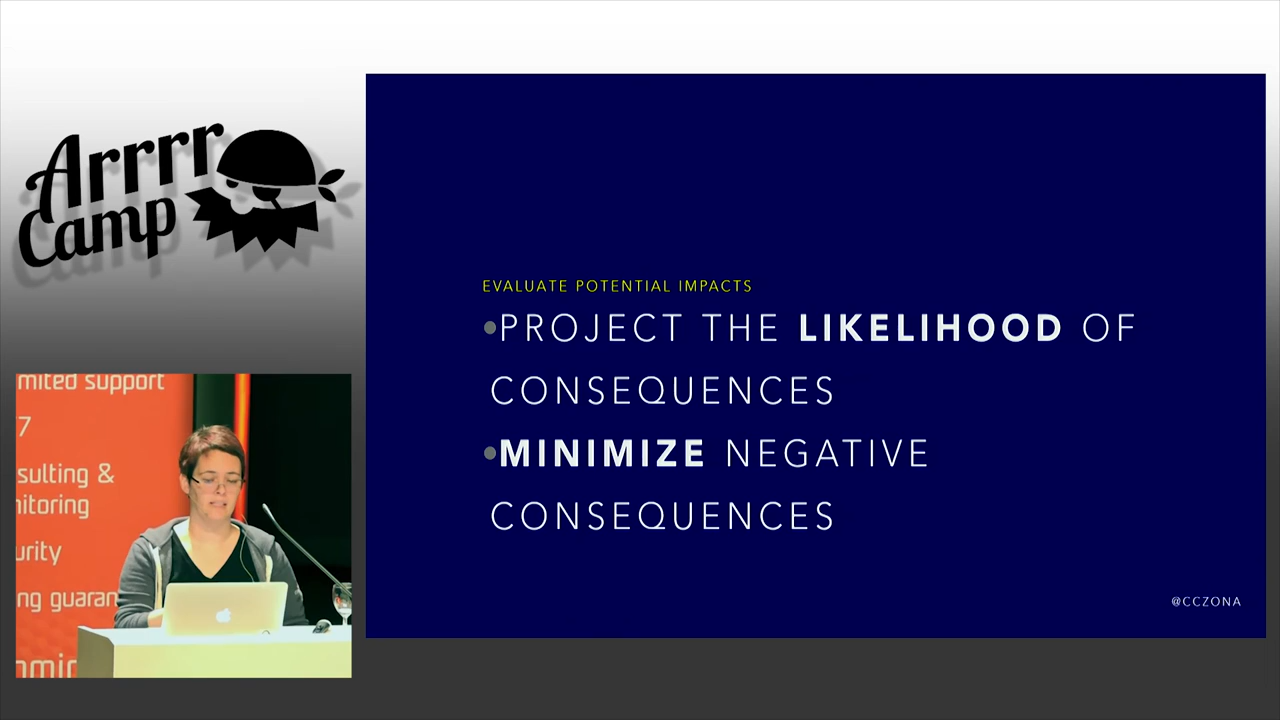 Arrrr
Camp
EVALUATE POTENTIAL IMPACTS
•PROJECT THE LIKELIHOOD OF
CONSEQUENCES
•MINIMIZE NEGATIVE
CONSEQUENCES
@CCZONA
mited support
7
sulting &
nitoring
urity
ng guaran